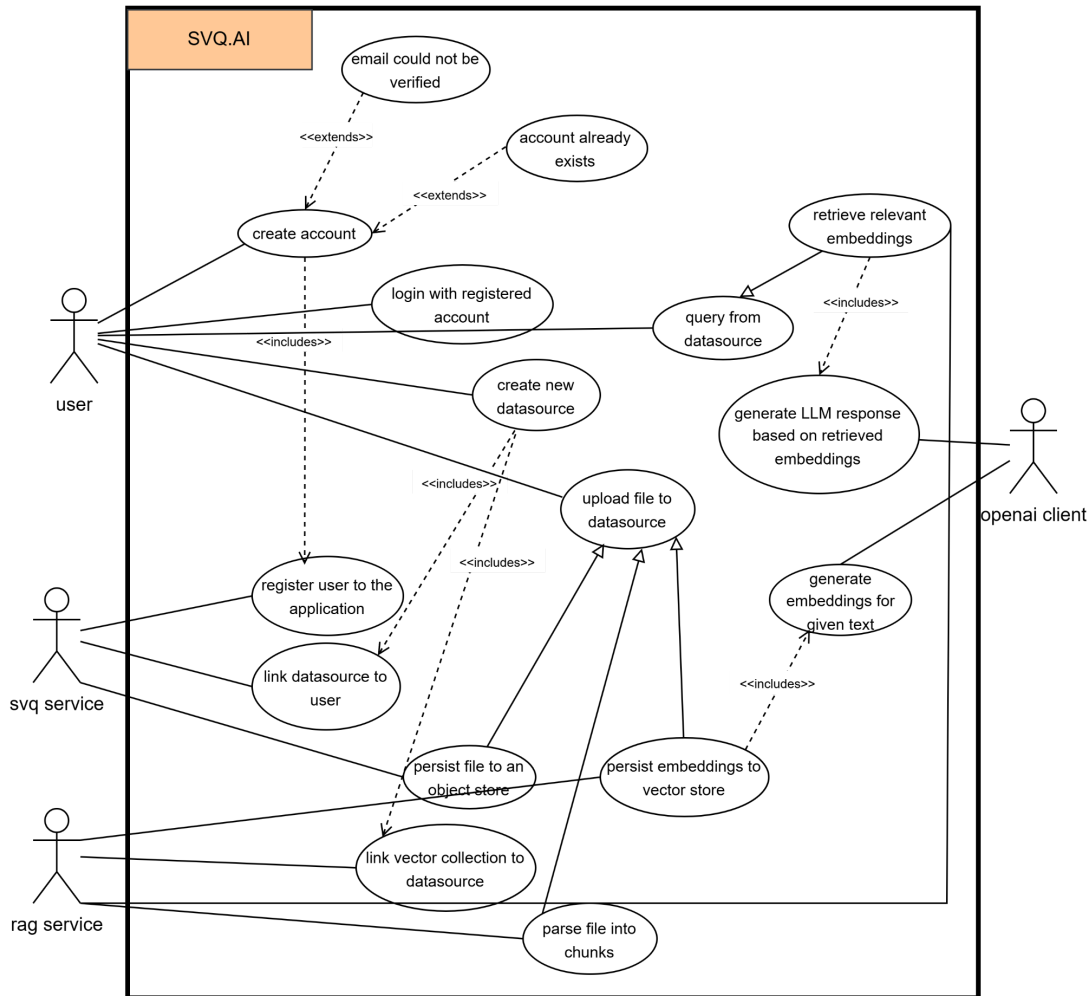 SVQ.AI
email could not be
verified
<<extends>>
account already
exists
<<extends>>
create account
retrieve relevant
embeddings
login with registered
account
<<includes>>
query from
datasource
<<includes>>
user
create new
datasource
generate LLM response
based on retrieved
embeddings
<<includes>>
upload file to
datasource
openai client
<<includes>>
register user to the
application
generate
embeddings for
given text
link datasource to
user
svq service
<<includes>>
persist file to an
object store
persist embeddings to
vector store
link vector collection to
datasource
rag service
parse file into
chunks